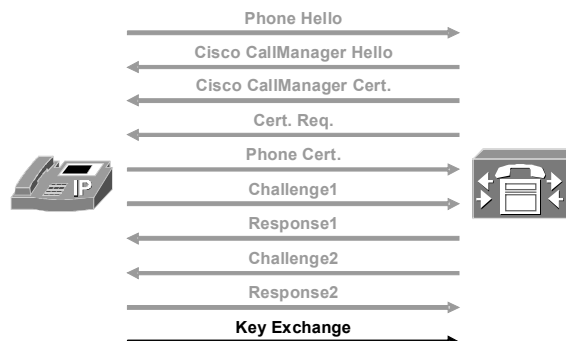 Phone Hello
Cisco CallManager Hello
Cisco CallManager Cert.
Cert. Req.
Phone Cert.
Challenge1
IP
Response1
Challenge2
Response2
Key Exchange